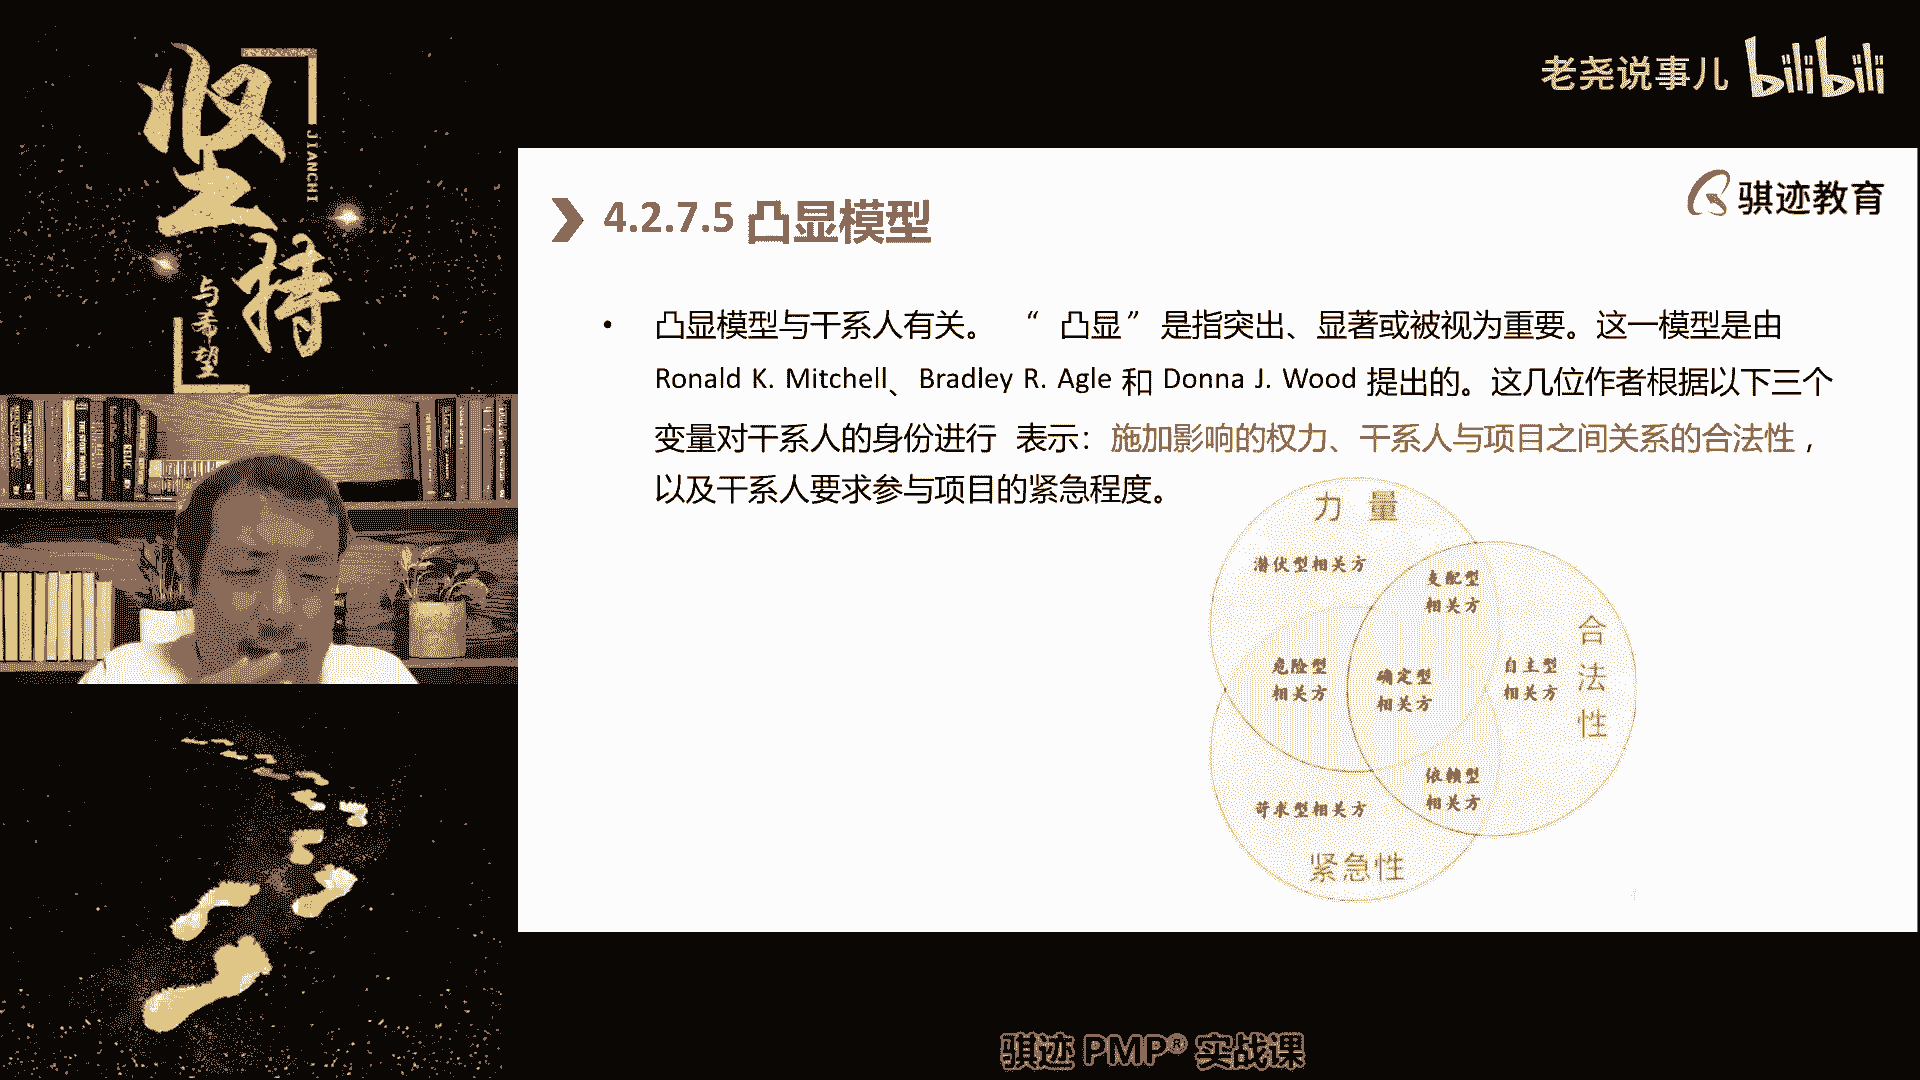 坚持
JIANCHI
与希望
老尧说事儿 bilibili
骐迹教育
4.2.7.5 凸显模型
• 凸显模型与干系人有关。 “ 凸显” 是指突出、显著或被视为重要。这一模型是由
Ronald K. Mitchell、Bradley R. Agle 和 Donna J. Wood 提出的。这几位作者根据以下三个
变量对干系人的身份进行 表示：施加影响的权力、干系人与项目之间关系的合法性，
以及干系人要求参与项目的紧急程度。
力 量
潜伏型相关方
支配型
相关方
合法性
危险型
相关方
确定型
相关方
自主型
相关方
依赖型
相关方
苛求型相关方
紧急性
骐迹 PMP® 实战课